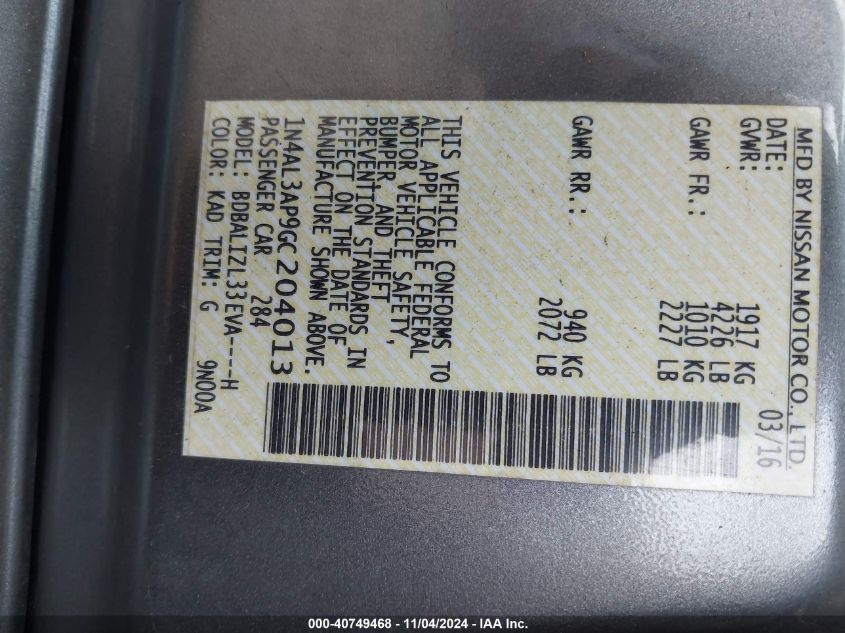 MFD BY NISSAN MOTOR CO., LTD.
DATE: 03/16
GVWR: 1917 KG
4226 LB
GAWR FR.: 1010 KG
2227 LB
GAWR RR.: 940 KG
2072 LB
THIS VEHICLE CONFORMS TO
ALL APPLICABLE FEDERAL
MOTOR VEHICLE SAFETY,
BUMPER, AND THEFT
PREVENTION STANDARDS IN
EFFECT ON THE DATE OF
MANUFACTURE SHOWN ABOVE.
1N4AL3AP9GC204013
PASSENGER CAR 284
MODEL: BDBALIZL33EVA----H
COLOR: KAD TRIM: G 9N00A
000-40749468 - 11/04/2024 - IAA Inc.